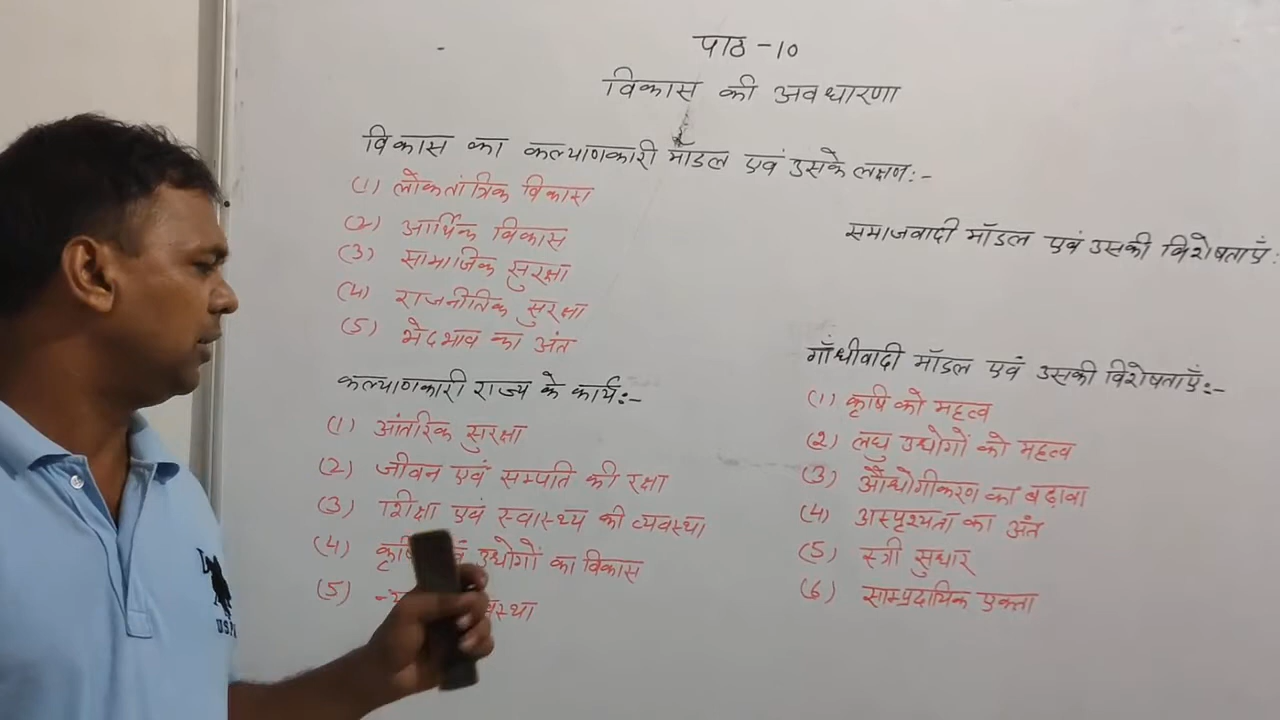 पाठ -10
विकास की अवधारणा
विकास का कल्याणकारी मॉडल एवं उसके लक्षण:-
(1) लोकतांत्रिक विकास
(2) आर्थिक विकास
(3) सामाजिक सुरक्षा
(4) राजनीतिक सुरक्षा
(5) भेदभाव का अंत
कल्याणकारी राज्य के कार्य:-
(1) आंतरिक सुरक्षा
(2) जीवन एवं सम्पति की रक्षा
(3) शिक्षा एवं स्वास्थ्य की व्यवस्था
(4) उद्योगों का विकास
(5)
समाजवादी मॉडल एवं उसकी विशेषताएँ:
गाँधीवादी मॉडल एवं उसकी विशेषताएँ:-
(1) कृषि को महत्व
(2) लघु उद्योगों को महत्व
(3) औद्योगीकरण का बढ़ावा
(4) अस्पृश्यता का अंत
(5) स्त्री सुधार
(6) साम्प्रदायिक एकता